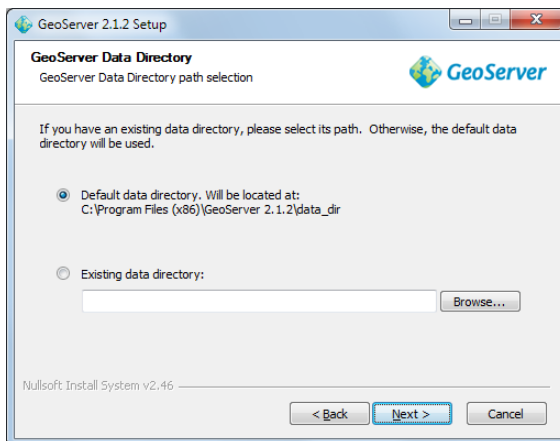 GeoServer 2.1.2 Setup
GeoServer Data Directory
GeoServer Data Directory path selection
GeoServer
If you have an existing data directory, please select its path. Otherwise, the default data
directory will be used.
Default data directory. Will be located at:
C:\Program Files (x86)\GeoServer 2.1.2\data_dir
Existing data directory:
Browse...
Nullsoft Install System v2.46
< Back
Next >
Cancel